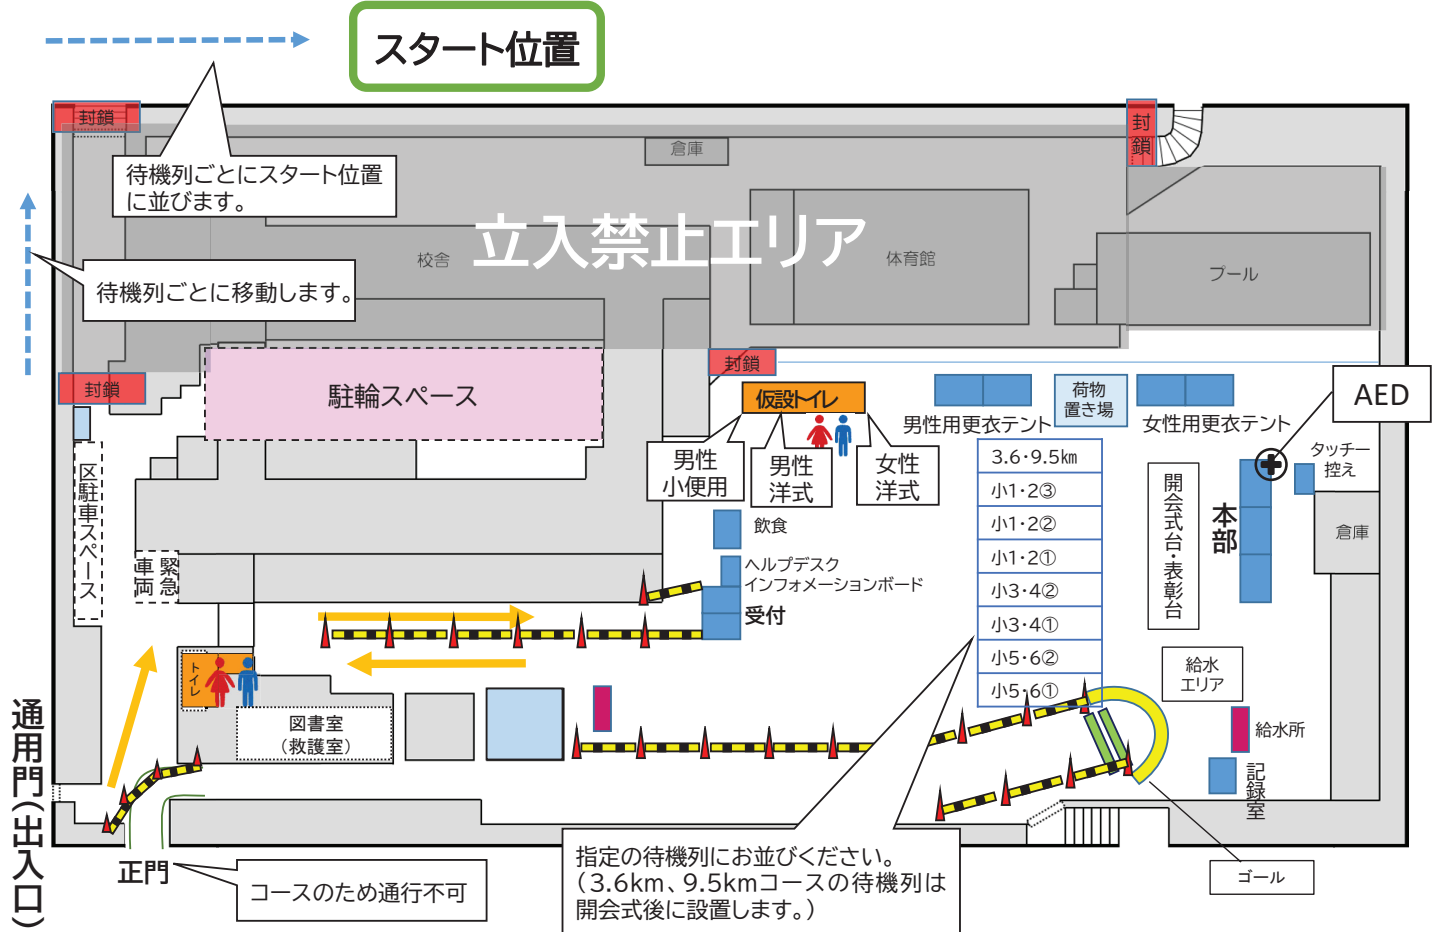 スタート位置
封鎖
封
鎖
倉庫
待機列ごとにスタート位置
に並びます。
立入禁止エリア
校舎
体育館
プール
待機列ごとに移動します。
封鎖
封鎖
駐輪スペース
仮設トイレ
男性
小便用
男性
洋式
女性
洋式
男性用更衣テント
荷物
置き場
女性用更衣テント
AED
タッチー
控え
倉庫
本部
開会式台・表彰台
3.6・9.5㎞
小1・2③
小1・2②
小1・2①
小3・4②
小3・4①
小5・6②
小5・6①
区駐車スペース
緊急
車両
飲食
ヘルプデスク
インフォメーションボード
受付
トイレ
図書室
（救護室）
給水
エリア
給水所
記録室
ゴール
通用門（出入口）
正門
コースのため通行不可
指定の待機列にお並びください。
（3.6km、9.5kmコースの待機列は
開会式後に設置します。）